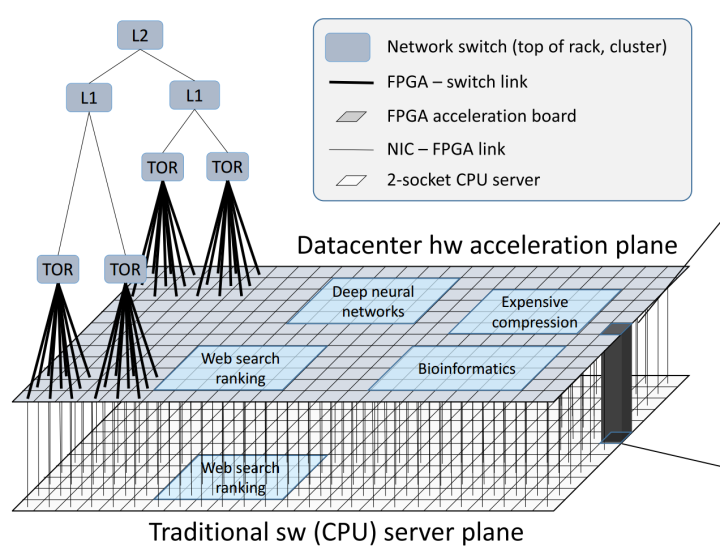 L2
L1
L1
TOR
TOR
TOR
TOR
Network switch (top of rack, cluster)
FPGA – switch link
FPGA acceleration board
NIC – FPGA link
2-socket CPU server
Datacenter hw acceleration plane
Deep neural
networks
Expensive
compression
Web search
ranking
Bioinformatics
Web search
ranking
Traditional sw (CPU) server plane